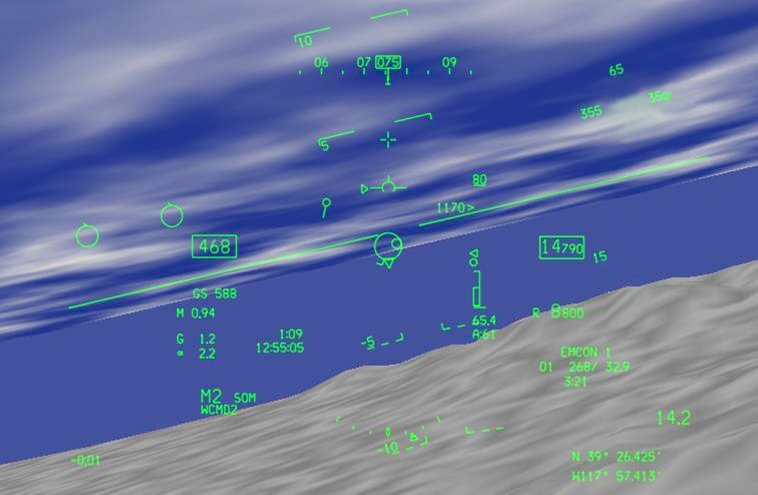 10
06 07 075 09
65
355 350
5
80
1170>
468
14790
15
GS 588
M 0.94
G 1.2
α 2.2
1:09
12:55:05
-5
65.4
A:61
R 8800
EMCON 1
01 268/ 32.9
3:21
M2 SOM
WCMD2
14.2
-10
-0.01
N 39° 26.425'
W117° 57.413'